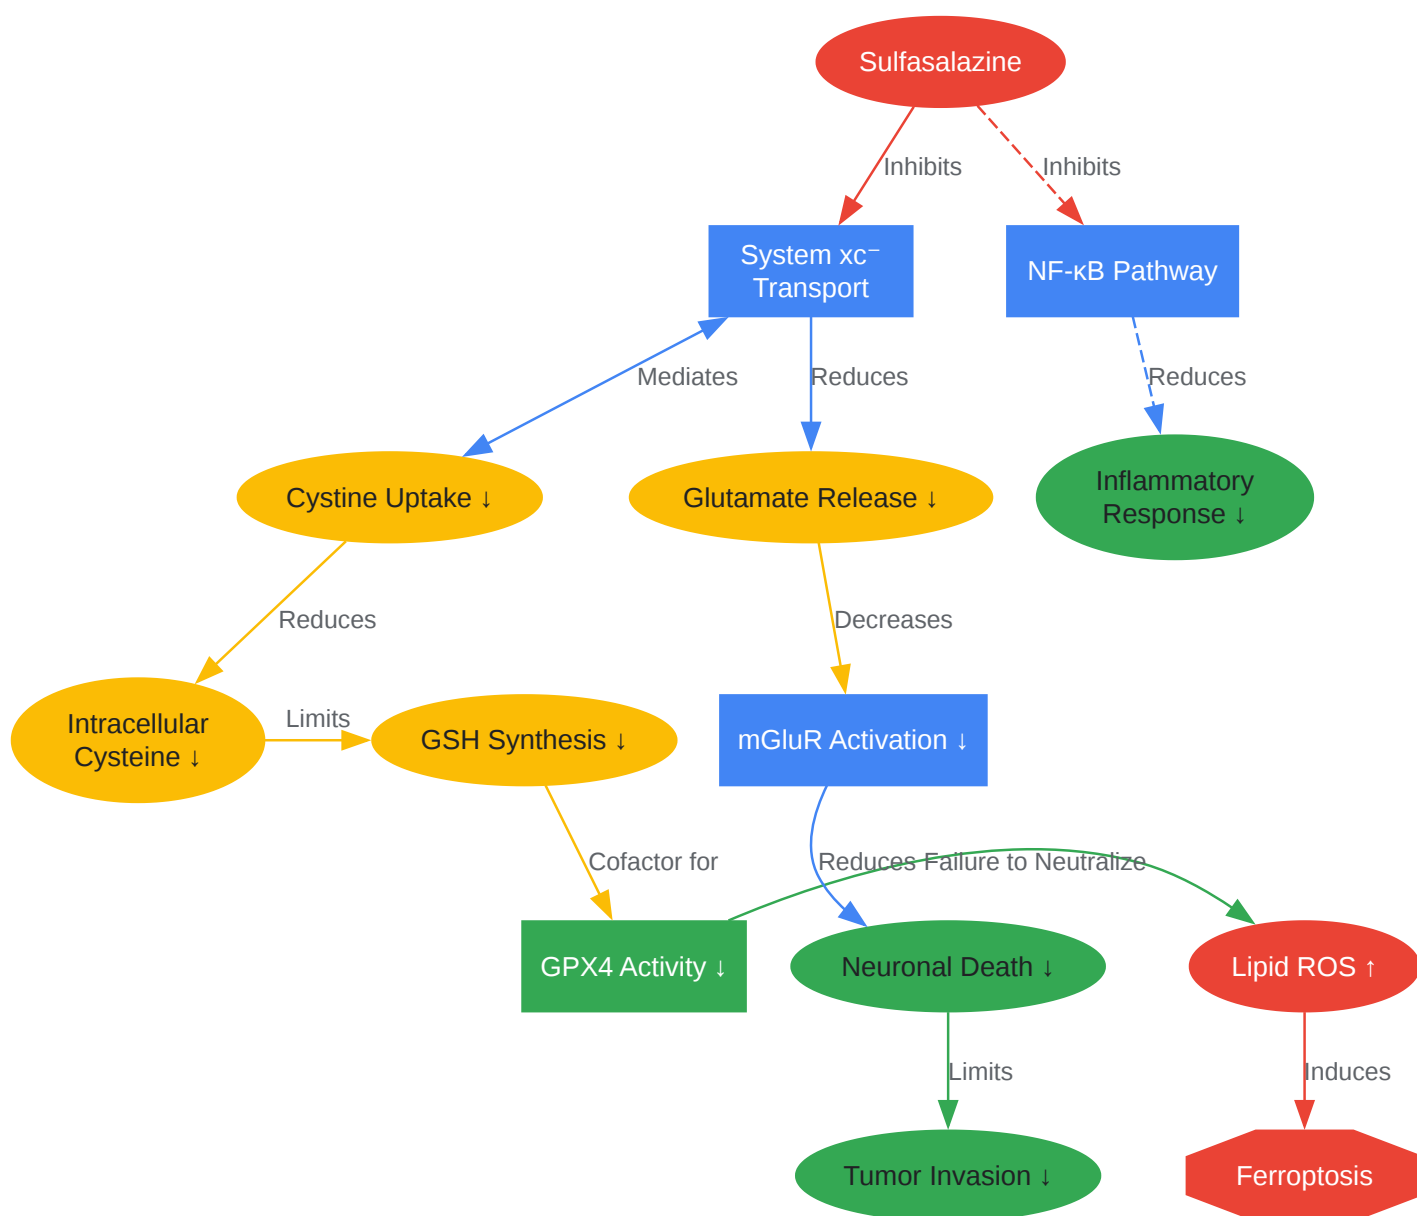 Sulfasalazine
Inhibits
Inhibits
System xc⁻
Transport
NF-κB Pathway
Mediates
Reduces
Reduces
Cystine Uptake ↓
Glutamate Release ↓
Inflammatory
Response ↓
Reduces
Decreases
Intracellular
Cysteine ↓
Limits
GSH Synthesis ↓
mGluR Activation ↓
Cofactor for
Reduces
Failure to Neutralize
GPX4 Activity ↓
Neuronal Death ↓
Lipid ROS ↑
Limits
Induces
Tumor Invasion ↓
Ferroptosis